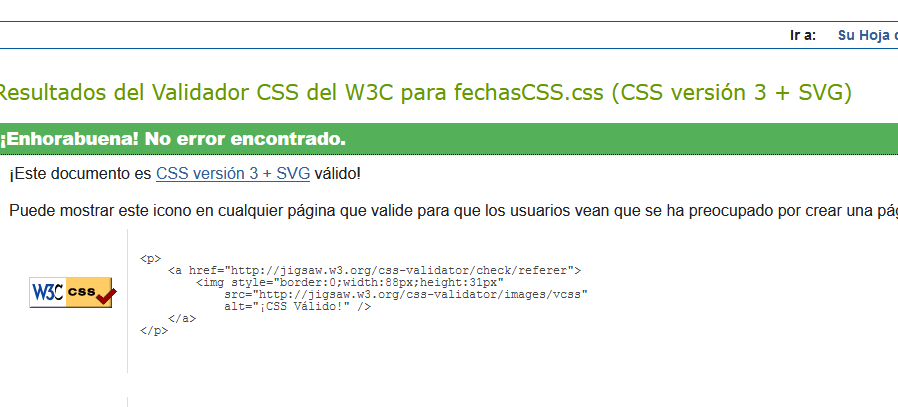 Ir a: Su Hoja
Resultados del Validador CSS del W3C para fechasCSS.css (CSS versión 3 + SVG)
¡Enhorabuena! No error encontrado.
¡Este documento es CSS versión 3 + SVG válido!
Puede mostrar este icono en cualquier página que valide para que los usuarios vean que se ha preocupado por crear una
W3C css
<p>
<a href="http://jigsaw.w3.org/css-validator/check/referer">
<img style="border:0;width:88px;height:31px"
src="http://jigsaw.w3.org/css-validator/images/vcss"
alt="¡CSS Válido!" />
</a>
</p>